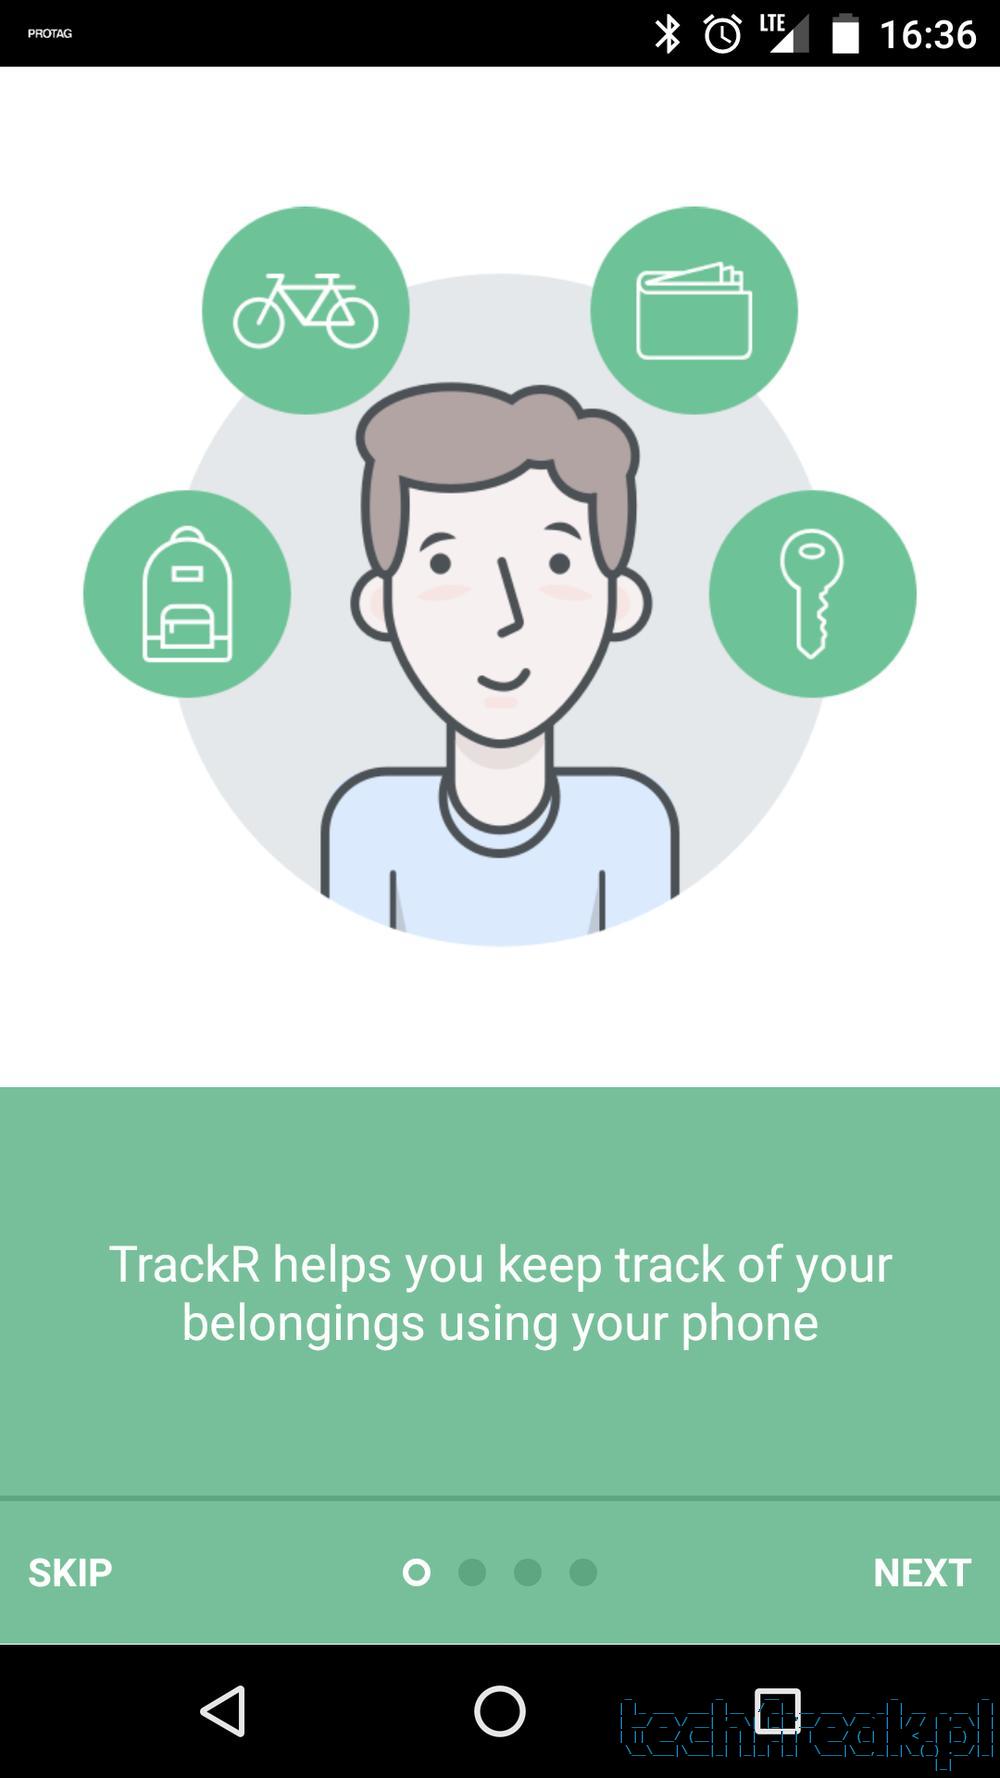 PROTAG
LTE
16:36
TrackR helps you keep track of your
belongings using your phone
SKIP
NEXT
techfreak.pl